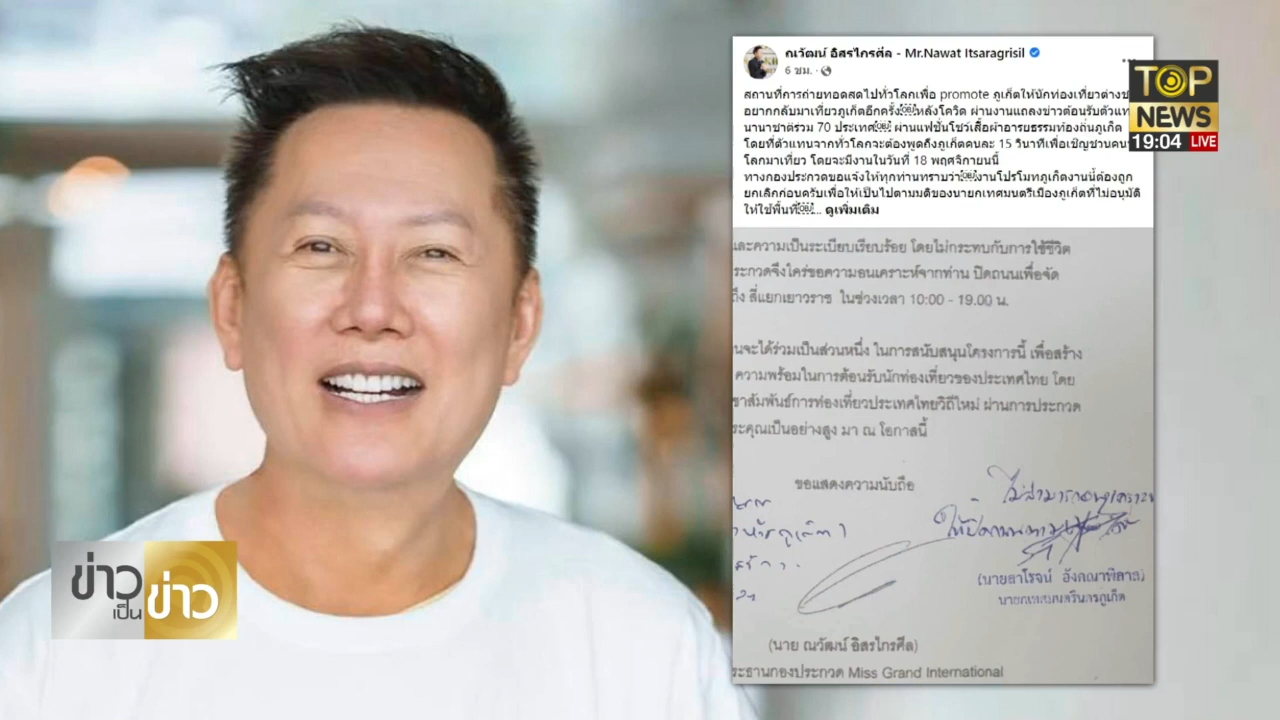 ณวัฒน์ อิสรไกรศีล - Mr.Nawat Itsaragrisil
6 ชม. ·
สถานที่การถ่ายทอดสดไปทั่วโลกเพื่อ promote ภูเก็ตให้นักท่องเที่ยวต่างช
อยากกลับมาเที่ยวภูเก็ตอีกครั้ง￼หลังโควิด ผ่านงานแถลงข่าวต้อนรับตัวแท
นานาชาติรวม 70 ประเทศ￼ ผ่านแฟชั่นโชว์เสื้อผ้าอารยธรรมท้องถิ่นภูเก็ต
โดยที่ตัวแทนจากทั่วโลกจะต้องพูดถึงภูเก็ตคนละ 15 วินาทีเพื่อเชิญชวนคน
โลกมาเที่ยว โดยจะมีงานในวันที่ 18 พฤศจิกายนนี้
ทางกองประกวดขอแจ้งให้ทุกท่านทราบว่า￼งานโปรโมทภูเก็ตงานนี้ต้องถูก
ยกเลิกก่อนครับเพื่อให้เป็นไปตามมติของนายกเทศมนตรีเมืองภูเก็ตที่ไม่อนุมัติ
ให้ใช้พื้นที่￼... ดูเพิ่มเติม
TOP
NEWS
19:04 LIVE
และความเป็นระเบียบเรียบร้อย โดยไม่กระทบกับการใช้ชีวิต
ระกวดจึงใคร่ขอความอนเคราะห์จากท่าน ปิดถนนเพื่อจัด
ถึง สี่แยกเยาวราช ในช่วงเวลา 10:00 - 19.00 น.
นจะได้ร่วมเป็นส่วนหนึ่ง ในการสนับสนุนโครงการนี้ เพื่อสร้าง
ความพร้อมในการต้อนรับนักท่องเที่ยวของประเทศไทย โดย
ชาสัมพันธ์การท่องเที่ยวประเทศไทยวิถีใหม่ ผ่านการประกวด
ระคุณเป็นอย่างสูง มา ณ โอกาสนี้
ขอแสดงความนับถือ
(นายสาโรจน์ อังคณาพิลาส)
นายกเทศมนตรีนครภูเก็ต
(นาย ณวัฒน์ อิสรไกรศีล)
ระธานกองประกวด Miss Grand International
ข่าว
เป็น
ข่าว